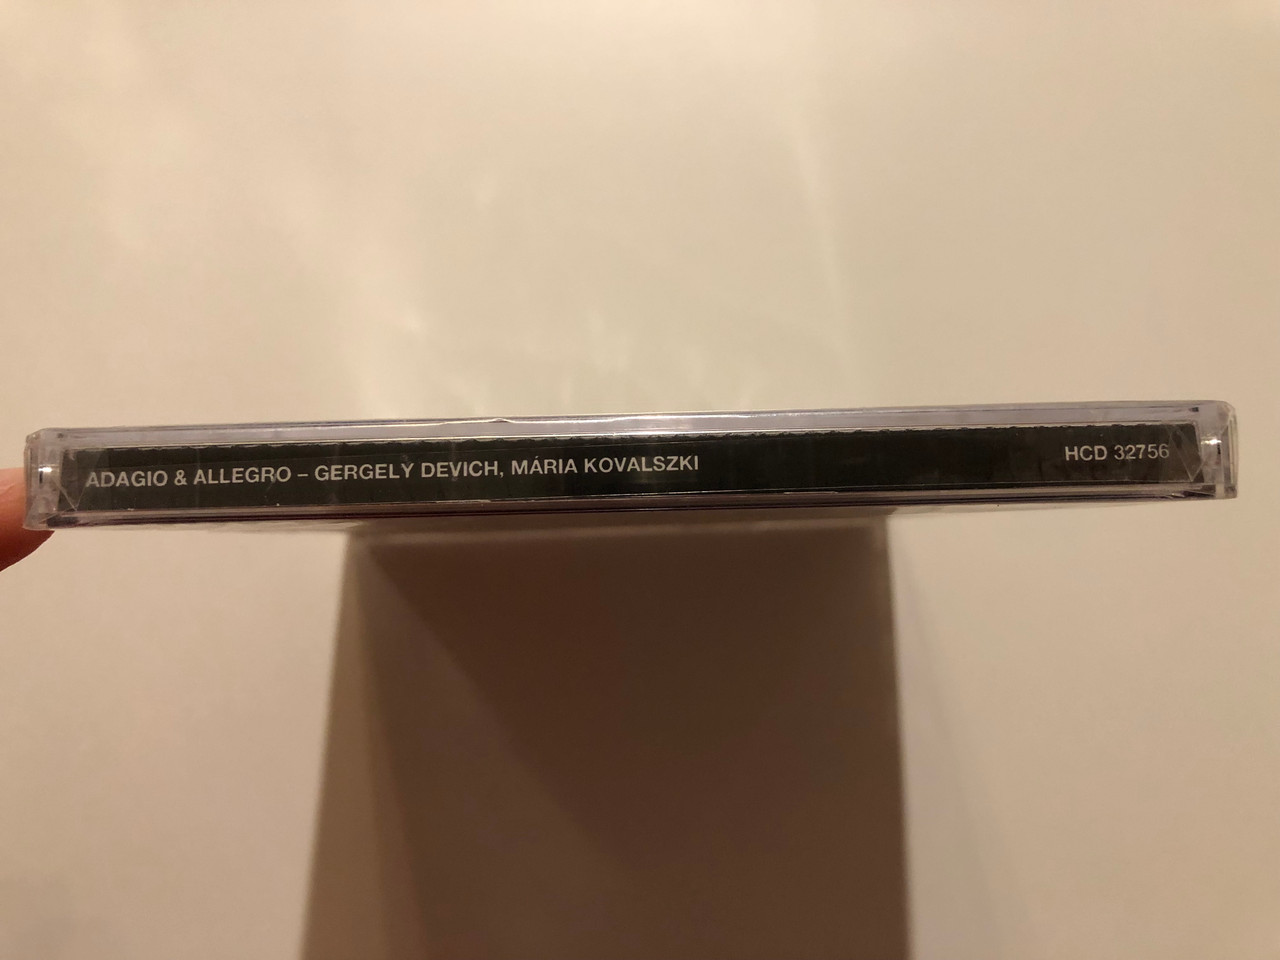 ADAGIO & ALLEGRO – GERGELY DEVICH, MÁRIA KOVALSZKI
HCD 32756